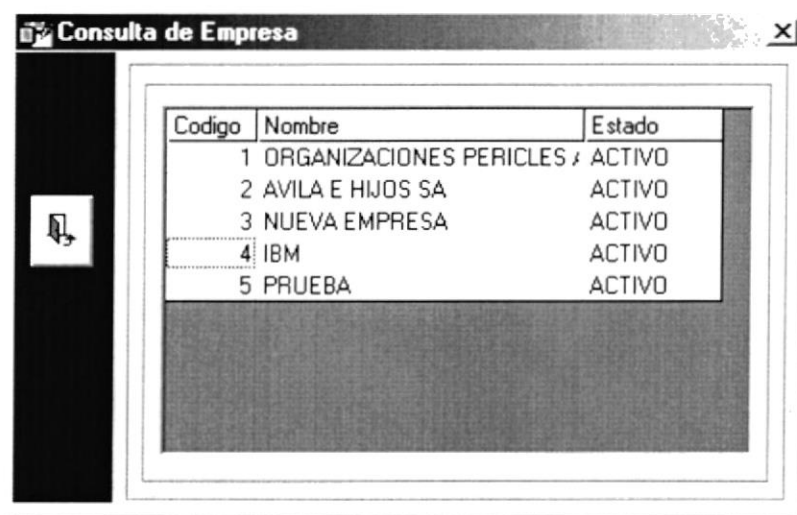 Consulta de Empresa
Codigo Nombre Estado
1 ORGANIZACIONES PERICLES ACTIVO
2 AVILA E HIJOS SA ACTIVO
3 NUEVA EMPRESA ACTIVO
4 IBM ACTIVO
5 PRUEBA ACTIVO